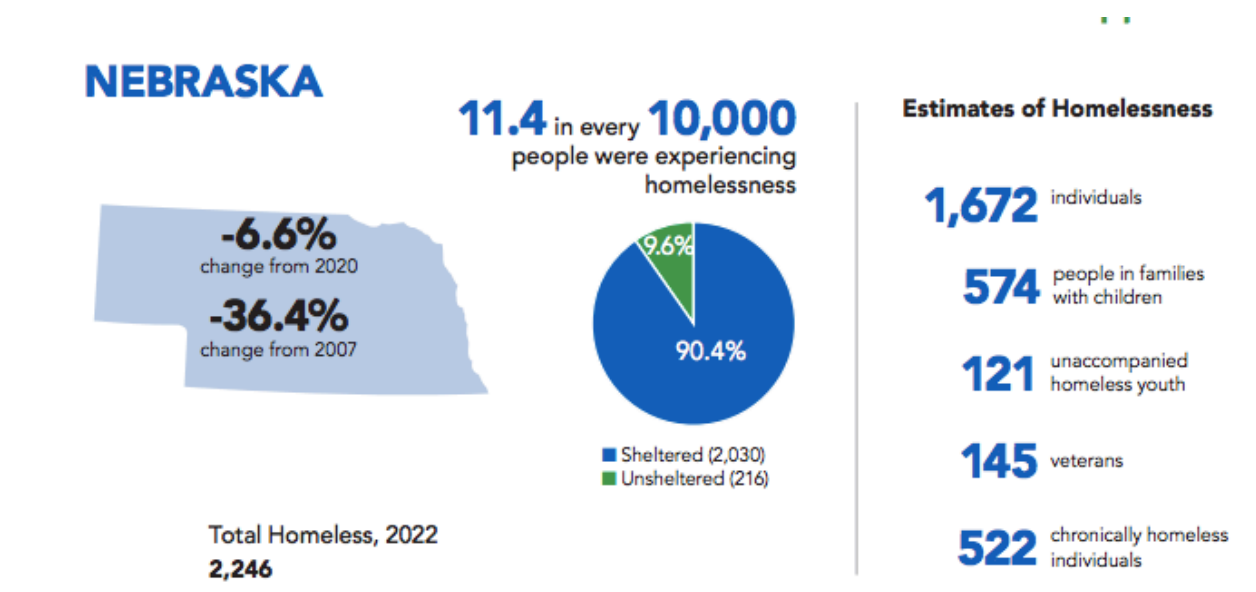 NEBRASKA
-6.6%
change from 2020
-36.4%
change from 2007
Total Homeless, 2022
2,246
11.4 in every 10,000
people were experiencing
homelessness
9.6%
90.4%
Sheltered (2,030)
Unsheltered (216)
Estimates of Homelessness
1,672 individuals
574 people in families
with children
121 unaccompanied
homeless youth
145 veterans
522 chronically homeless
individuals